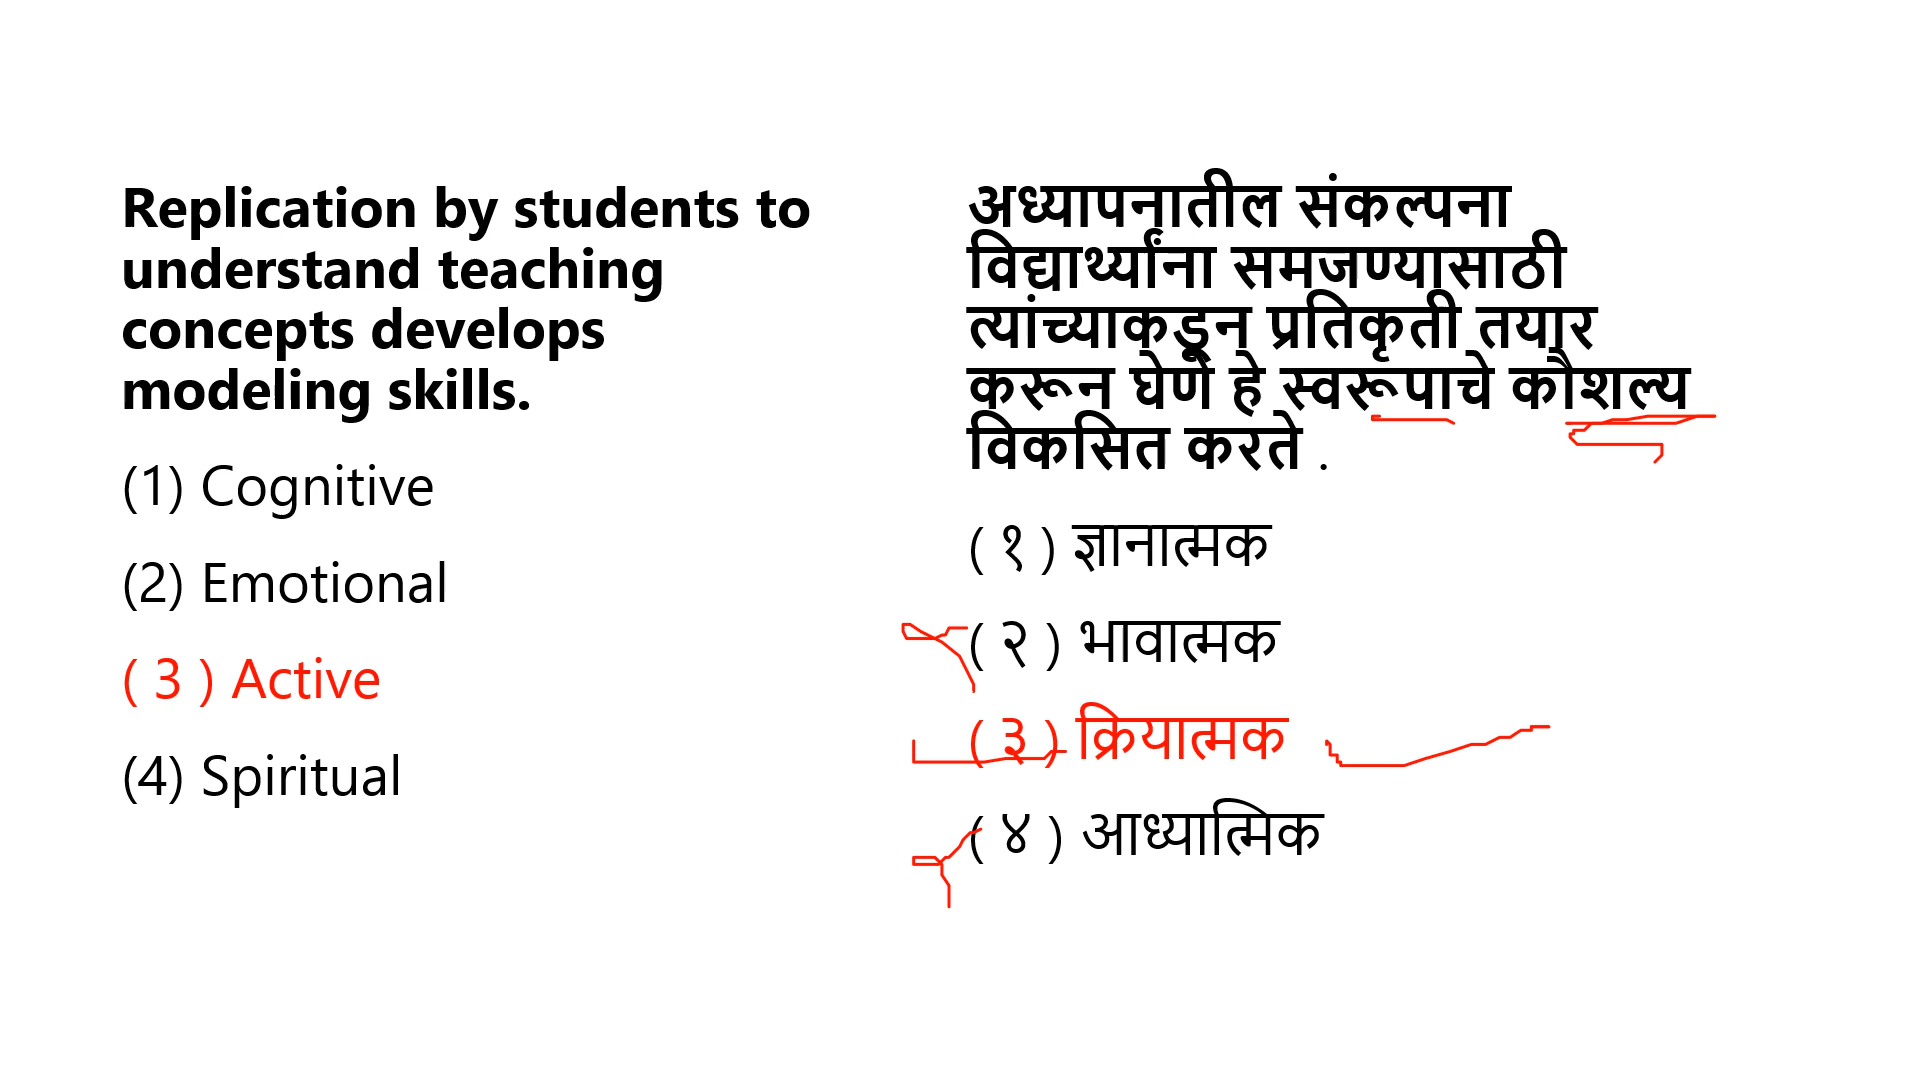 Replication by students to
understand teaching
concepts develops
modeling skills.
(1) Cognitive
(2) Emotional
( 3 ) Active
(4) Spiritual
अध्यापनातील संकल्पना
विद्यार्थ्यांना समजण्यासाठी
त्यांच्याकडून प्रतिकृती तयार
करून घेणे हे स्वरूपाचे कौशल्य
विकसित करते .
( १ ) ज्ञानात्मक
( २ ) भावात्मक
( ३ ) क्रियात्मक
( ४ ) आध्यात्मिक